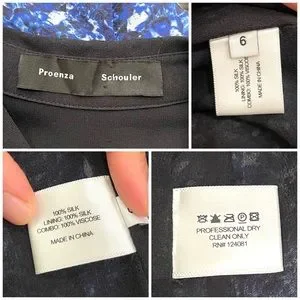 Proenza Schouler
6
100% SILK
LINING: 100% SILK
COMBO: 100% VISCOSE
MADE IN CHINA
100% SILK
LINING: 100% SILK
COMBO: 100% VISCOSE
MADE IN CHINA
PROFESSIONAL DRY
CLEAN ONLY
RN# 124081